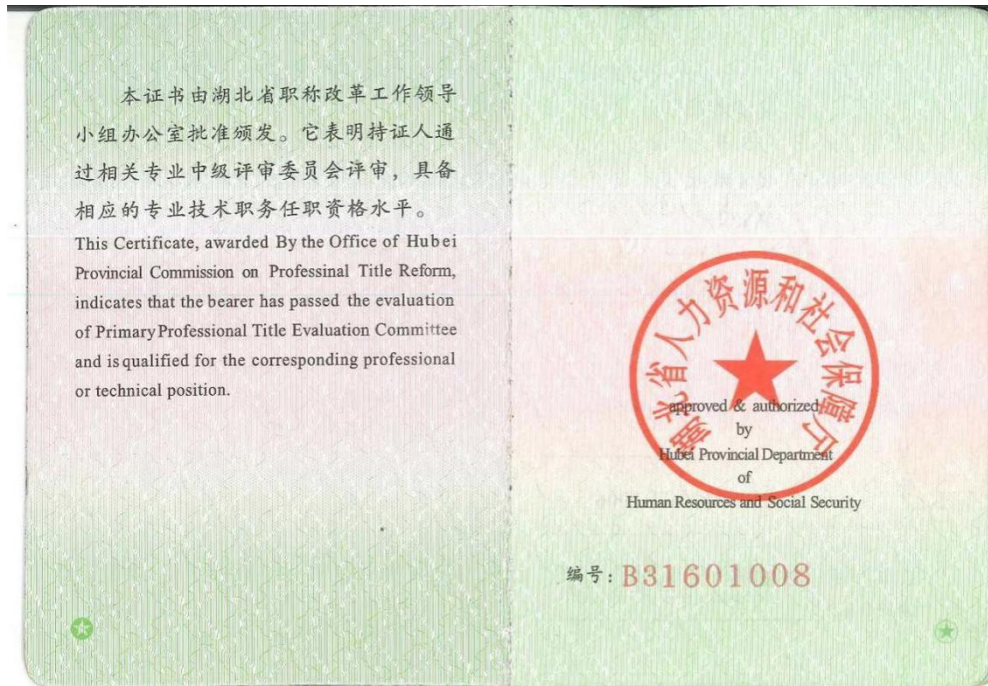 本证书由湖北省职称改革工作领导
小组办公室批准颁发。它表明持证人通
过相关专业中级评审委员会评审，具备
相应的专业技术职务任职资格水平。
This Certificate, awarded By the Office of Hubei
Provincial Commission on Professinal Title Reform,
indicates that the bearer has passed the evaluation
of Primary Professional Title Evaluation Committee
and is qualified for the corresponding professional
or technical position.
湖北省人力资源和社会保障厅
approved & authorized
by
Hubei Provincial Department
of
Human Resources and Social Security
编号: B31601008